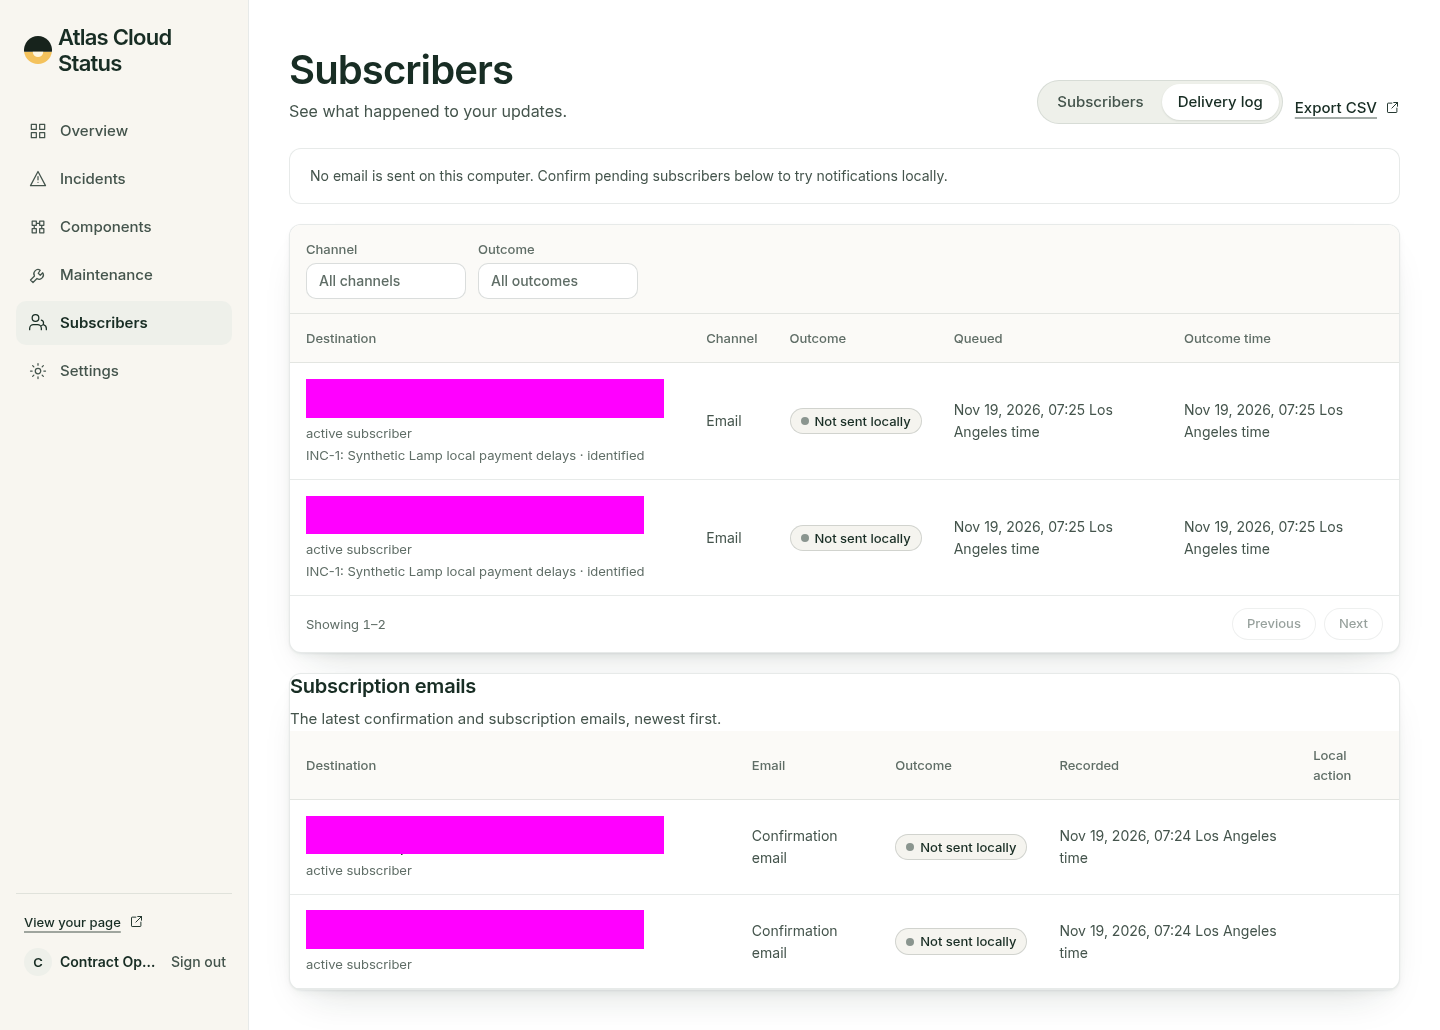 Atlas Cloud
Status
Overview
Incidents
Components
Maintenance
Subscribers
Settings
View your page
C
Contract Op...
Sign out
Subscribers
See what happened to your updates.
Subscribers
Delivery log
Export CSV
No email is sent on this computer. Confirm pending subscribers below to try notifications locally.
Channel
Outcome
All channels
All outcomes
Destination
Channel
Outcome
Queued
Outcome time
active subscriber
INC-1: Synthetic Lamp local payment delays · identified
Email
Not sent locally
Nov 19, 2026, 07:25 Los
Angeles time
Nov 19, 2026, 07:25 Los
Angeles time
active subscriber
INC-1: Synthetic Lamp local payment delays · identified
Email
Not sent locally
Nov 19, 2026, 07:25 Los
Angeles time
Nov 19, 2026, 07:25 Los
Angeles time
Showing 1–2
Previous
Next
Subscription emails
The latest confirmation and subscription emails, newest first.
Destination
Email
Outcome
Recorded
Local
action
active subscriber
Confirmation
email
Not sent locally
Nov 19, 2026, 07:24 Los Angeles
time
active subscriber
Confirmation
email
Not sent locally
Nov 19, 2026, 07:24 Los Angeles
time